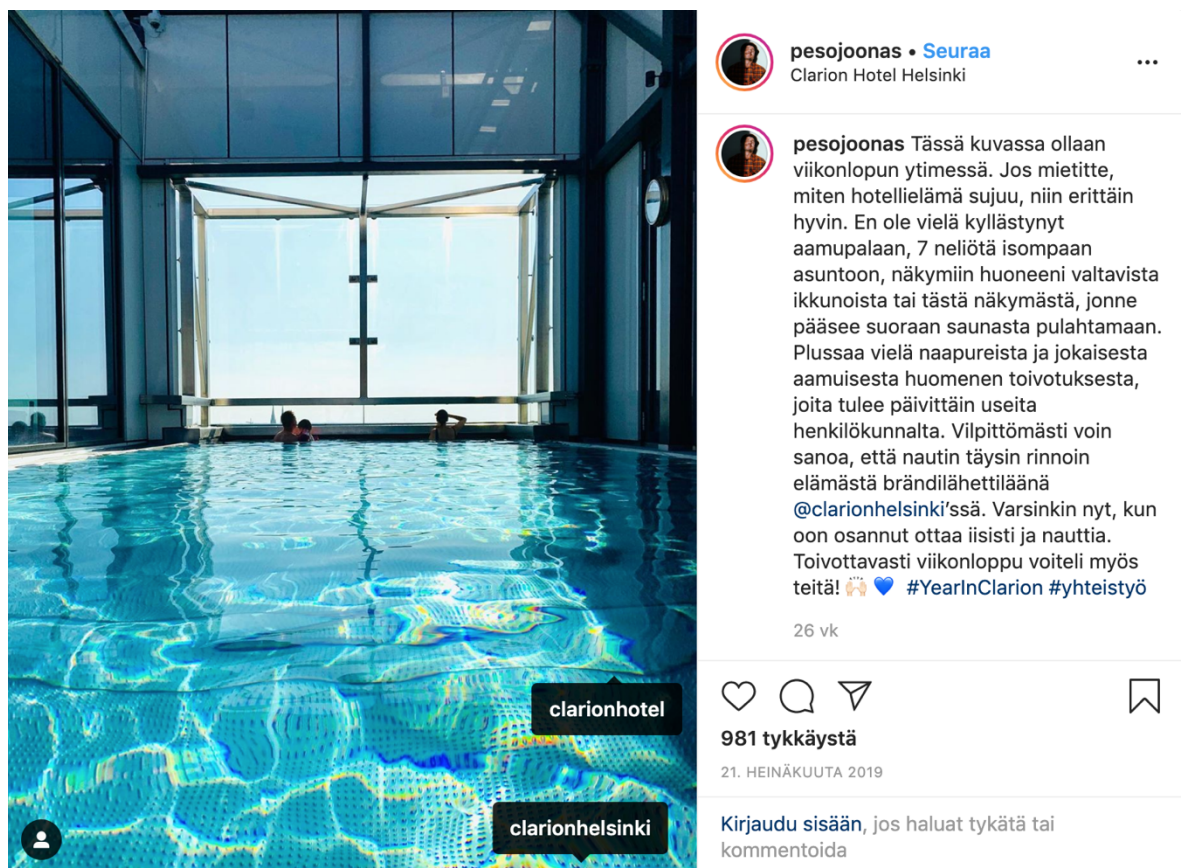 pesojoonas • Seuraa
Clarion Hotel Helsinki
pesojoonas Tässä kuvassa ollaan
viikonlopun ytimessä. Jos mietitte,
miten hotellielämä sujuu, niin erittäin
hyvin. En ole vielä kyllästynyt
aamupalaan, 7 neliötä isompaan
asuntoon, näkymiin huoneeni valtavista
ikkunoista tai tästä näkymästä, jonne
pääsee suoraan saunasta pulahtamaan.
Plussaa vielä naapureista ja jokaisesta
aamuisesta huomenen toivotuksesta,
joita tulee päivittäin useita
henkilökunnalta. Vilpittömästi voin
sanoa, että nautin täysin rinnoin
elämästä brändilähettiläänä
@clarionhelsinki’ssä. Varsinkin nyt, kun
oon osannut ottaa iisisti ja nauttia.
Toivottavasti viikonloppu voiteli myös
teitä! 🙌🏻 💙 #YearInClarion #yhteistyö
26 vk
clarionhotel
clarionhelsinki
981 tykkäystä
21. HEINÄKUUTA 2019
Kirjaudu sisään, jos haluat tykätä tai
kommentoida